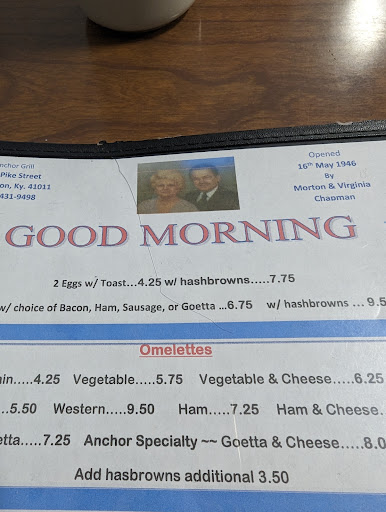 nchor Grill
Pike Street
on, Ky. 41011
431-9498
Opened
16th May 1946
By
Morton & Virginia
Chapman
GOOD MORNING
2 Eggs w/ Toast...4.25 w/ hashbrowns.....7.75
w/ choice of Bacon, Ham, Sausage, or Goetta ...6.75 w/ hashbrowns ... 9.5
Omelettes
in.....4.25 Vegetable.....5.75 Vegetable & Cheese.....6.25
...5.50 Western.....9.50 Ham.....7.25 Ham & Cheese.
etta.....7.25 Anchor Specialty ~~ Goetta & Cheese.....8.0
Add hasbrowns additional 3.50